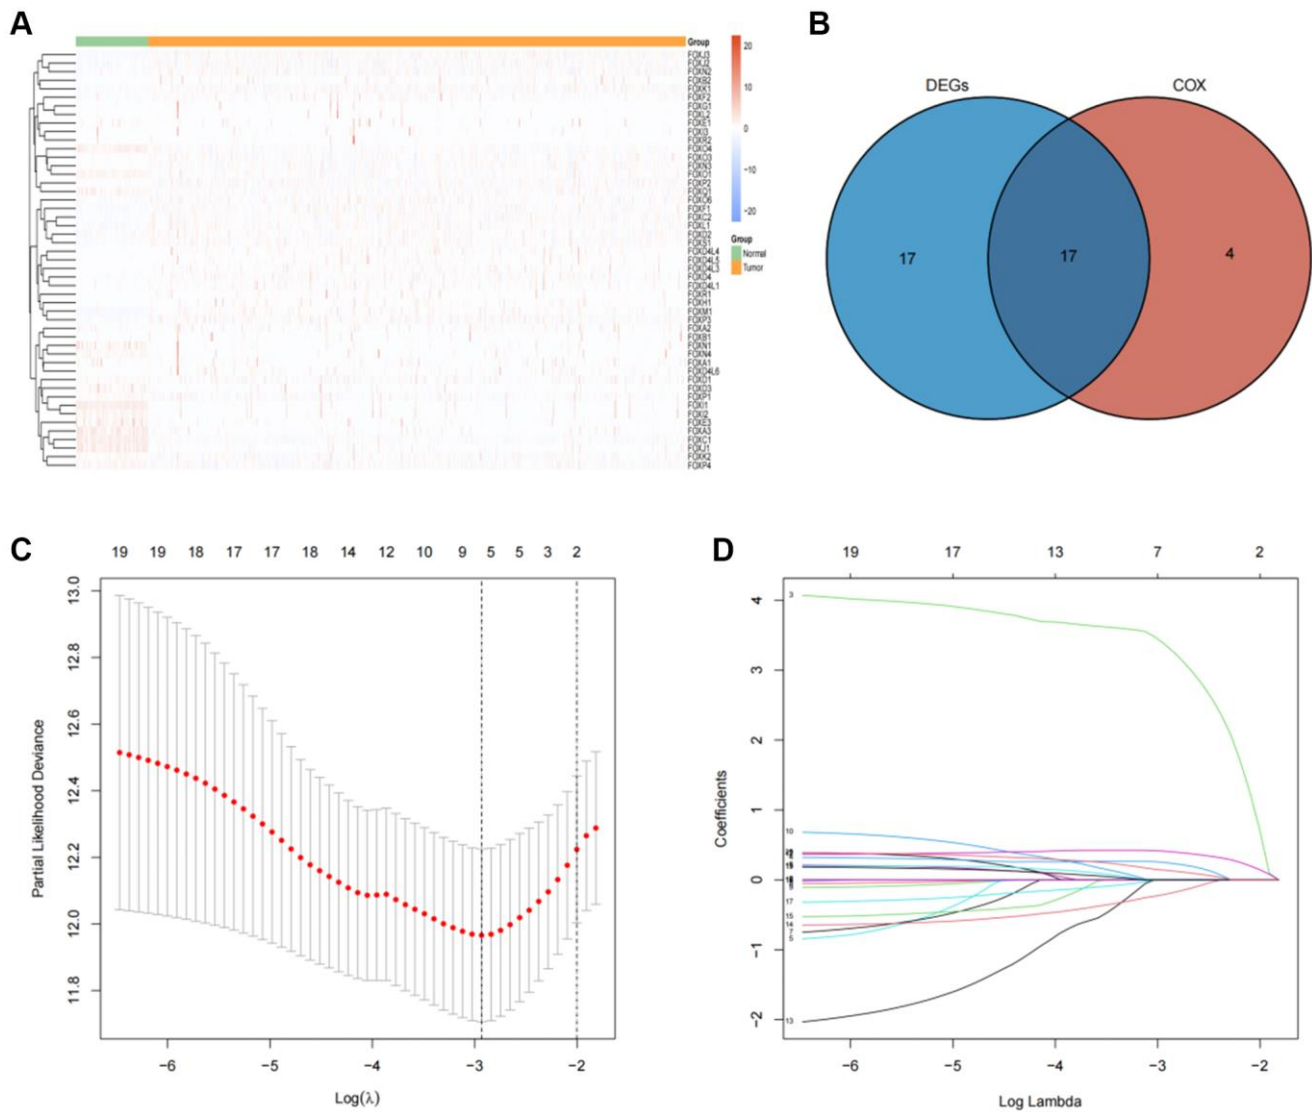 A
Group
FOXJ3
FOXJ2
FOXN2
FOXB2
FOXK1
FOXF2
FOXG1
FOXL2
FOXE1
FOXI3
FOXR2
FOXO4
FOXO3
FOXN3
FOXO1
FOXP2
FOXQ1
FOXO6
FOXF1
FOXC2
FOXL1
FOXD2
FOXS1
FOXD4L4
FOXD4L5
FOXD4L3
FOXD4
FOXD4L1
FOXR1
FOXH1
FOXM1
FOXP3
FOXA2
FOXB1
FOXN1
FOXN4
FOXA1
FOXD4L6
FOXD1
FOXD3
FOXP1
FOXI1
FOXI2
FOXE3
FOXA3
FOXC1
FOXJ1
FOXK2
FOXP4
20
10
0
−10
−20
Group
Normal
Tumor
B
DEGs
COX
17
17
4
C
19 19 18 17 17 18 14 12 10 9 5 5 3 2
13.0
12.8
12.6
12.4
12.2
12.0
11.8
Partial Likelihood Deviance
−6 −5 −4 −3 −2
Log(λ)
D
19 17 13 7 2
4
3
2
1
0
−1
−2
Coefficients
3
10
17
15
14
7
5
13
−6 −5 −4 −3 −2
Log Lambda